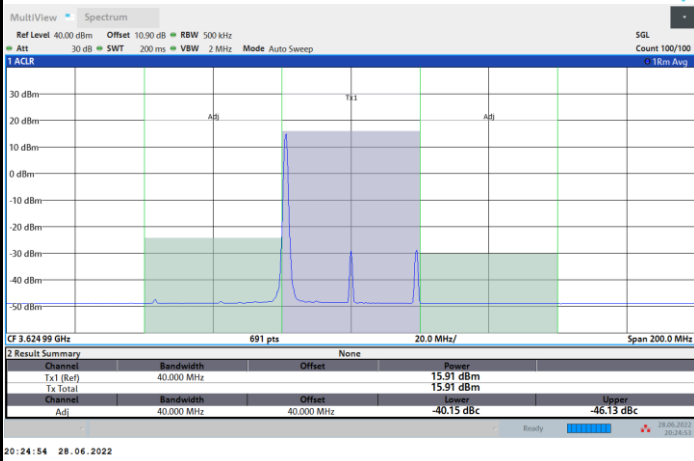 MultiView Spectrum
Ref Level 40.00 dBm Offset 10.90 dB RBW 500 kHz SGL
Att 30 dB SWT 200 ms VBW 2 MHz Mode Auto Sweep Count 100/100
1 ACLR 1Rm Avg
30 dBm
Tx1
20 dBm Adj Adj
10 dBm
0 dBm
-10 dBm
-20 dBm
-30 dBm
-40 dBm
-50 dBm
CF 3.624 99 GHz 691 pts 20.0 MHz/ Span 200.0 MHz
2 Result Summary None
Channel Bandwidth Offset Power
Tx1 (Ref) 40.000 MHz 15.91 dBm
Tx Total 15.91 dBm
Channel Bandwidth Offset Lower Upper
Adj 40.000 MHz 40.000 MHz -40.15 dBc -46.13 dBc
Ready 28.06.2022
20:24:53
20:24:54 28.06.2022